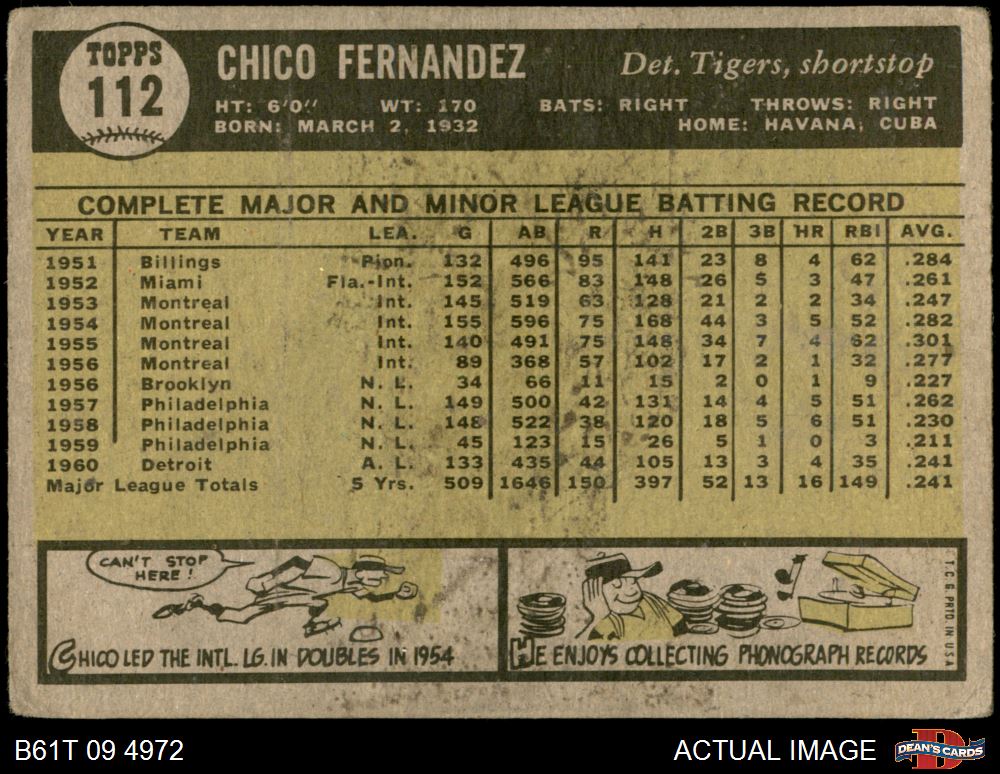 TOPPS
112
CHICO FERNANDEZ
Det. Tigers, shortstop
HT: 6'0" WT: 170 BATS: RIGHT THROWS: RIGHT
BORN: MARCH 2, 1932 HOME: HAVANA, CUBA
COMPLETE MAJOR AND MINOR LEAGUE BATTING RECORD
YEAR TEAM LEA. G AB R H 2B 3B HR RBI AVG.
1951 Billings Pion. 132 496 95 141 23 8 4 62 .284
1952 Miami Fla.-Int. 152 566 83 148 26 5 3 47 .261
1953 Montreal Int. 145 519 63 128 21 2 2 34 .247
1954 Montreal Int. 155 596 75 168 44 3 5 52 .282
1955 Montreal Int. 140 491 75 148 34 7 4 62 .301
1956 Montreal Int. 89 368 57 102 17 2 1 32 .277
1956 Brooklyn N. L. 34 66 11 15 2 0 1 9 .227
1957 Philadelphia N. L. 149 500 42 131 14 4 5 51 .262
1958 Philadelphia N. L. 148 522 38 120 18 5 6 51 .230
1959 Philadelphia N. L. 45 123 15 26 5 1 0 3 .211
1960 Detroit A. L. 133 435 44 105 13 3 4 35 .241
Major League Totals 5 Yrs. 509 1646 150 397 52 13 16 149 .241
CAN'T STOP
HERE!
CHICO LED THE INTL. LG. IN DOUBLES IN 1954
HE ENJOYS COLLECTING PHONOGRAPH RECORDS
T.C.G. PRTD. IN U.S.A.
B61T 09 4972
ACTUAL IMAGE
DEAN'S CARDS